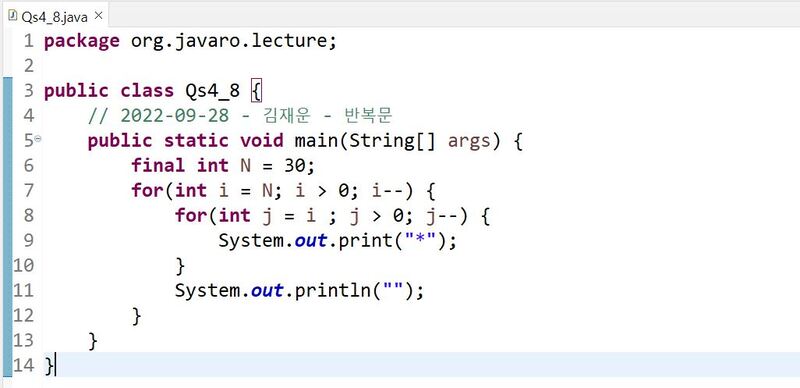 Qs4_8.java
1 package org.javaro.lecture;
2
3 public class Qs4_8 {
4     // 2022-09-28 - 김재운 - 반복문
5     public static void main(String[] args) {
6         final int N = 30;
7         for(int i = N; i > 0; i--) {
8             for(int j = i ; j > 0; j--) {
9                 System.out.print("*");
10             }
11             System.out.println("");
12         }
13     }
14 }